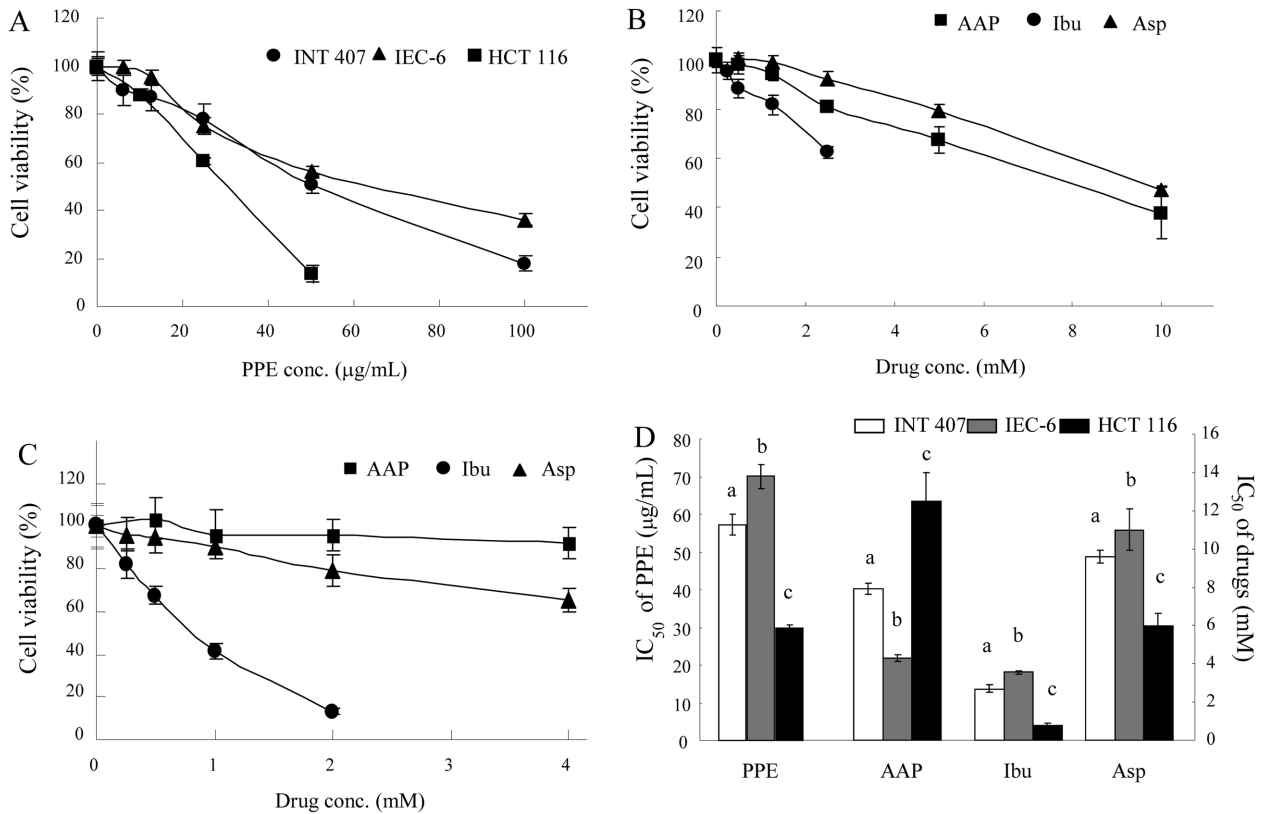 A
INT 407 IEC-6 HCT 116
120
100
80
60
40
20
0
Cell viability (%)
0 20 40 60 80 100
PPE conc. (μg/mL)
B
AAP Ibu Asp
120
100
80
60
40
20
0
Cell viability (%)
0 2 4 6 8 10
Drug conc. (mM)
C
AAP Ibu Asp
120
100
80
60
40
20
0
Cell viability (%)
0 1 2 3 4
Drug conc. (mM)
D
INT 407 IEC-6 HCT 116
80
70
60
50
40
30
20
10
0
IC50 of PPE (μg/mL)
16
14
12
10
8
6
4
2
0
IC50 of drugs (mM)
a b c
a b c
a b c
a b c
PPE AAP Ibu Asp